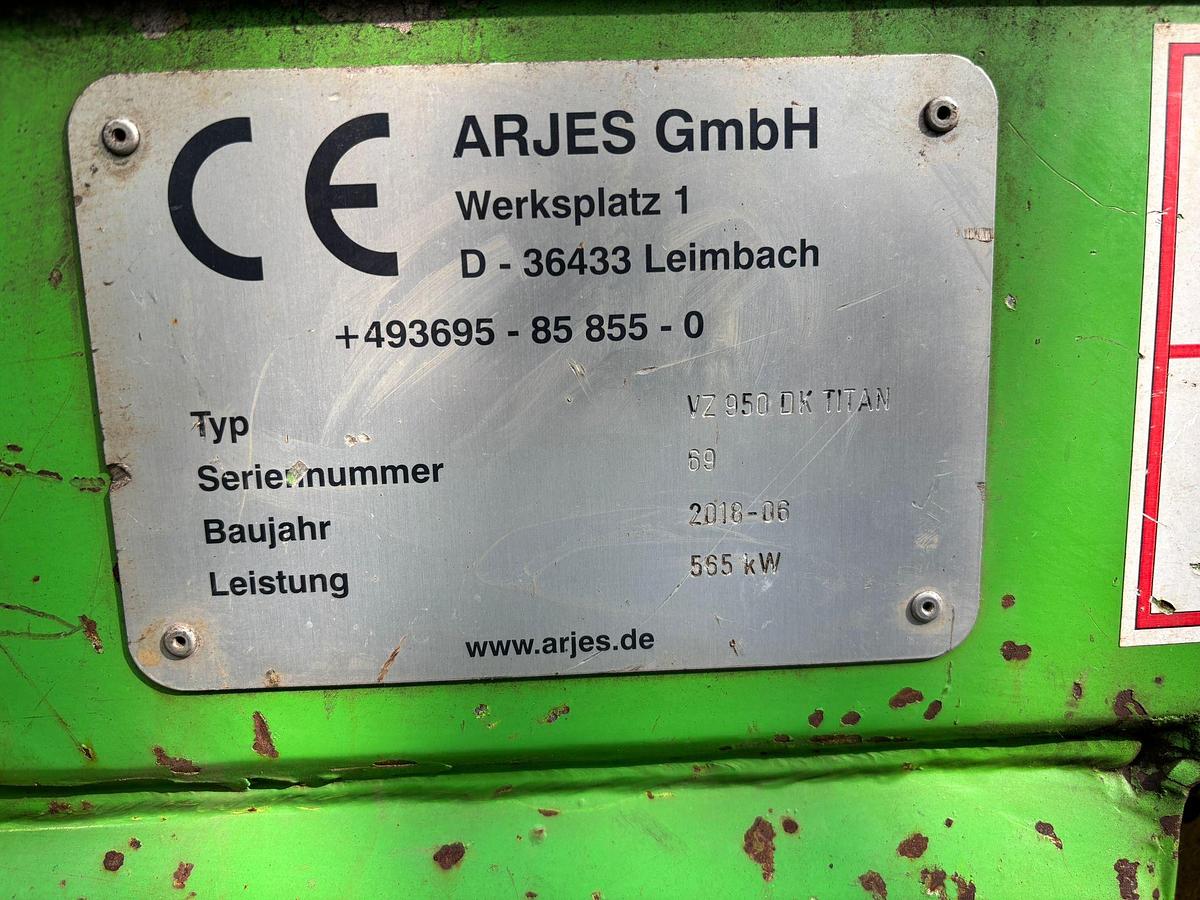 CE ARJES GmbH
Werksplatz 1
D - 36433 Leimbach
+493695 - 85 855 - 0
Typ VZ 950 DK TITAN
Seriennummer 69
Baujahr 2018-06
Leistung 565 kW
www.arjes.de